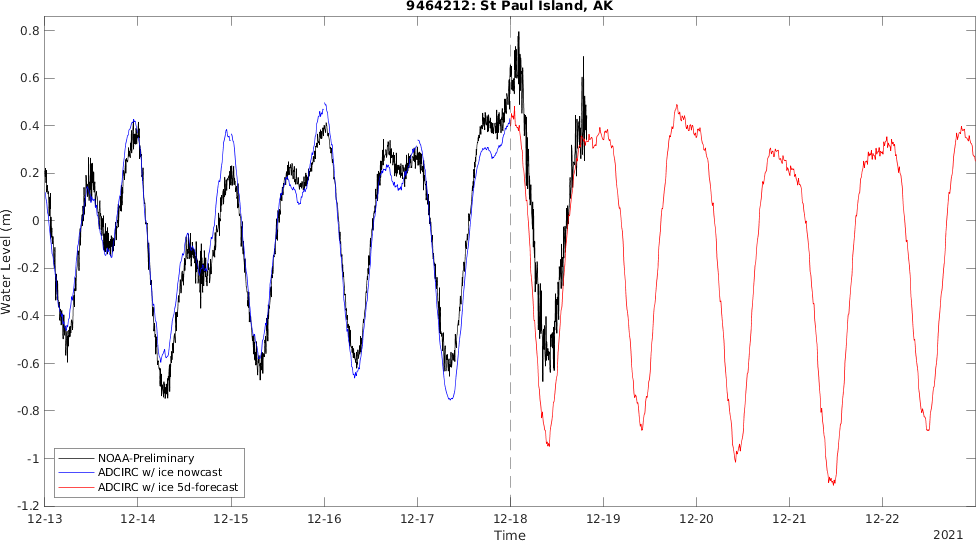 9464212: St Paul Island, AK
Water Level (m)
0.8
0.6
0.4
0.2
0
-0.2
-0.4
-0.6
-0.8
-1
-1.2
NOAA-Preliminary
ADCIRC w/ ice nowcast
ADCIRC w/ ice 5d-forecast
12-13 12-14 12-15 12-16 12-17 12-18 12-19 12-20 12-21 12-22
Time
2021